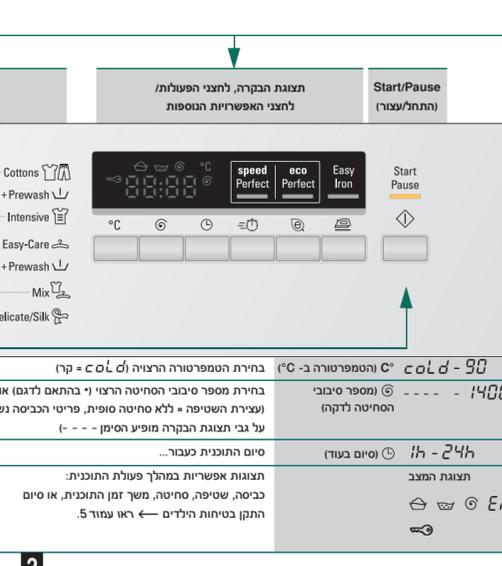 תצוגת הבקרה, לחצני הפעולות/
לחצני האפשרויות הנוספות
Start/Pause
(התחל/עצור)
Cottons
+ Prewash
Intensive
Easy-Care
+ Prewash
Mix
elicate/Silk
°C
88:88
speed
Perfect
eco
Perfect
Easy
Iron
Start
Pause
°C
cold - 90 °C (הטמפרטורה ב- °C) בחירת הטמפרטורה הרצויה (cold = קר)
- - - - - 1400 (מספר סיבובי הסחיטה לדקה)
בחירת מספר סיבובי הסחיטה הרצוי (* בהתאם לדגם) או
(עצירת השטיפה = ללא סחיטה סופית, פריטי הכביסה
על גבי תצוגת הבקרה מופיע הסימן - - - -)
1h - 24h (סיום בעוד) סיום התוכנית כעבור...
תצוגת המצב
תצוגות אפשריות במהלך פעולת התוכנית:
כביסה, שטיפה, סחיטה, משך זמן התוכנית, או סיום
התקן בטיחות הילדים ← ראו עמוד 5.
2